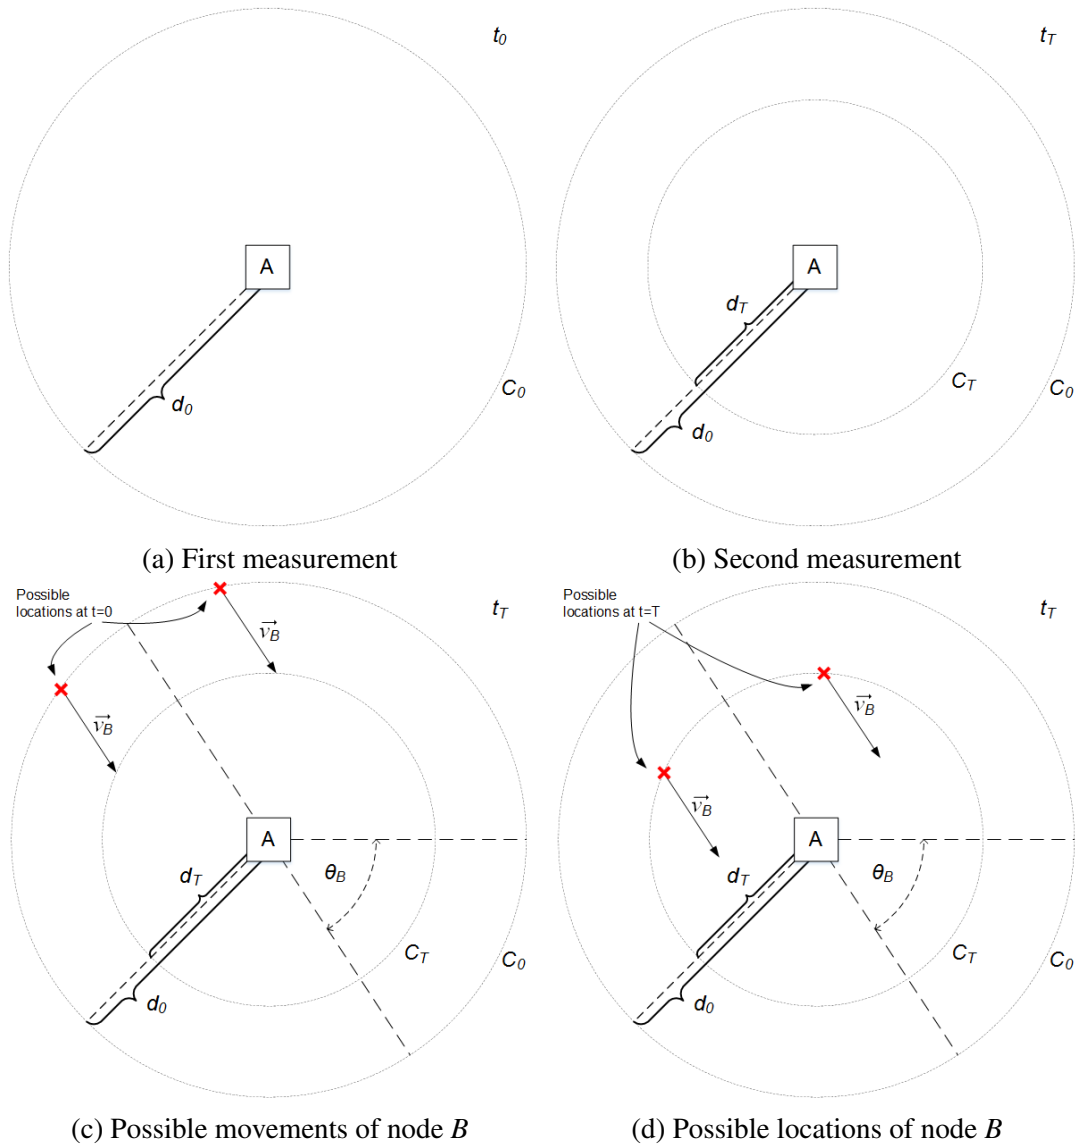 t0
A
d0
C0
(a) First measurement
tT
A
dT
d0
CT
C0
(b) Second measurement
Possible
locations at t=0
tT
vB
vB
A
dT
θB
d0
CT
C0
(c) Possible movements of node B
Possible
locations at t=T
tT
vB
vB
A
dT
θB
d0
CT
C0
(d) Possible locations of node B